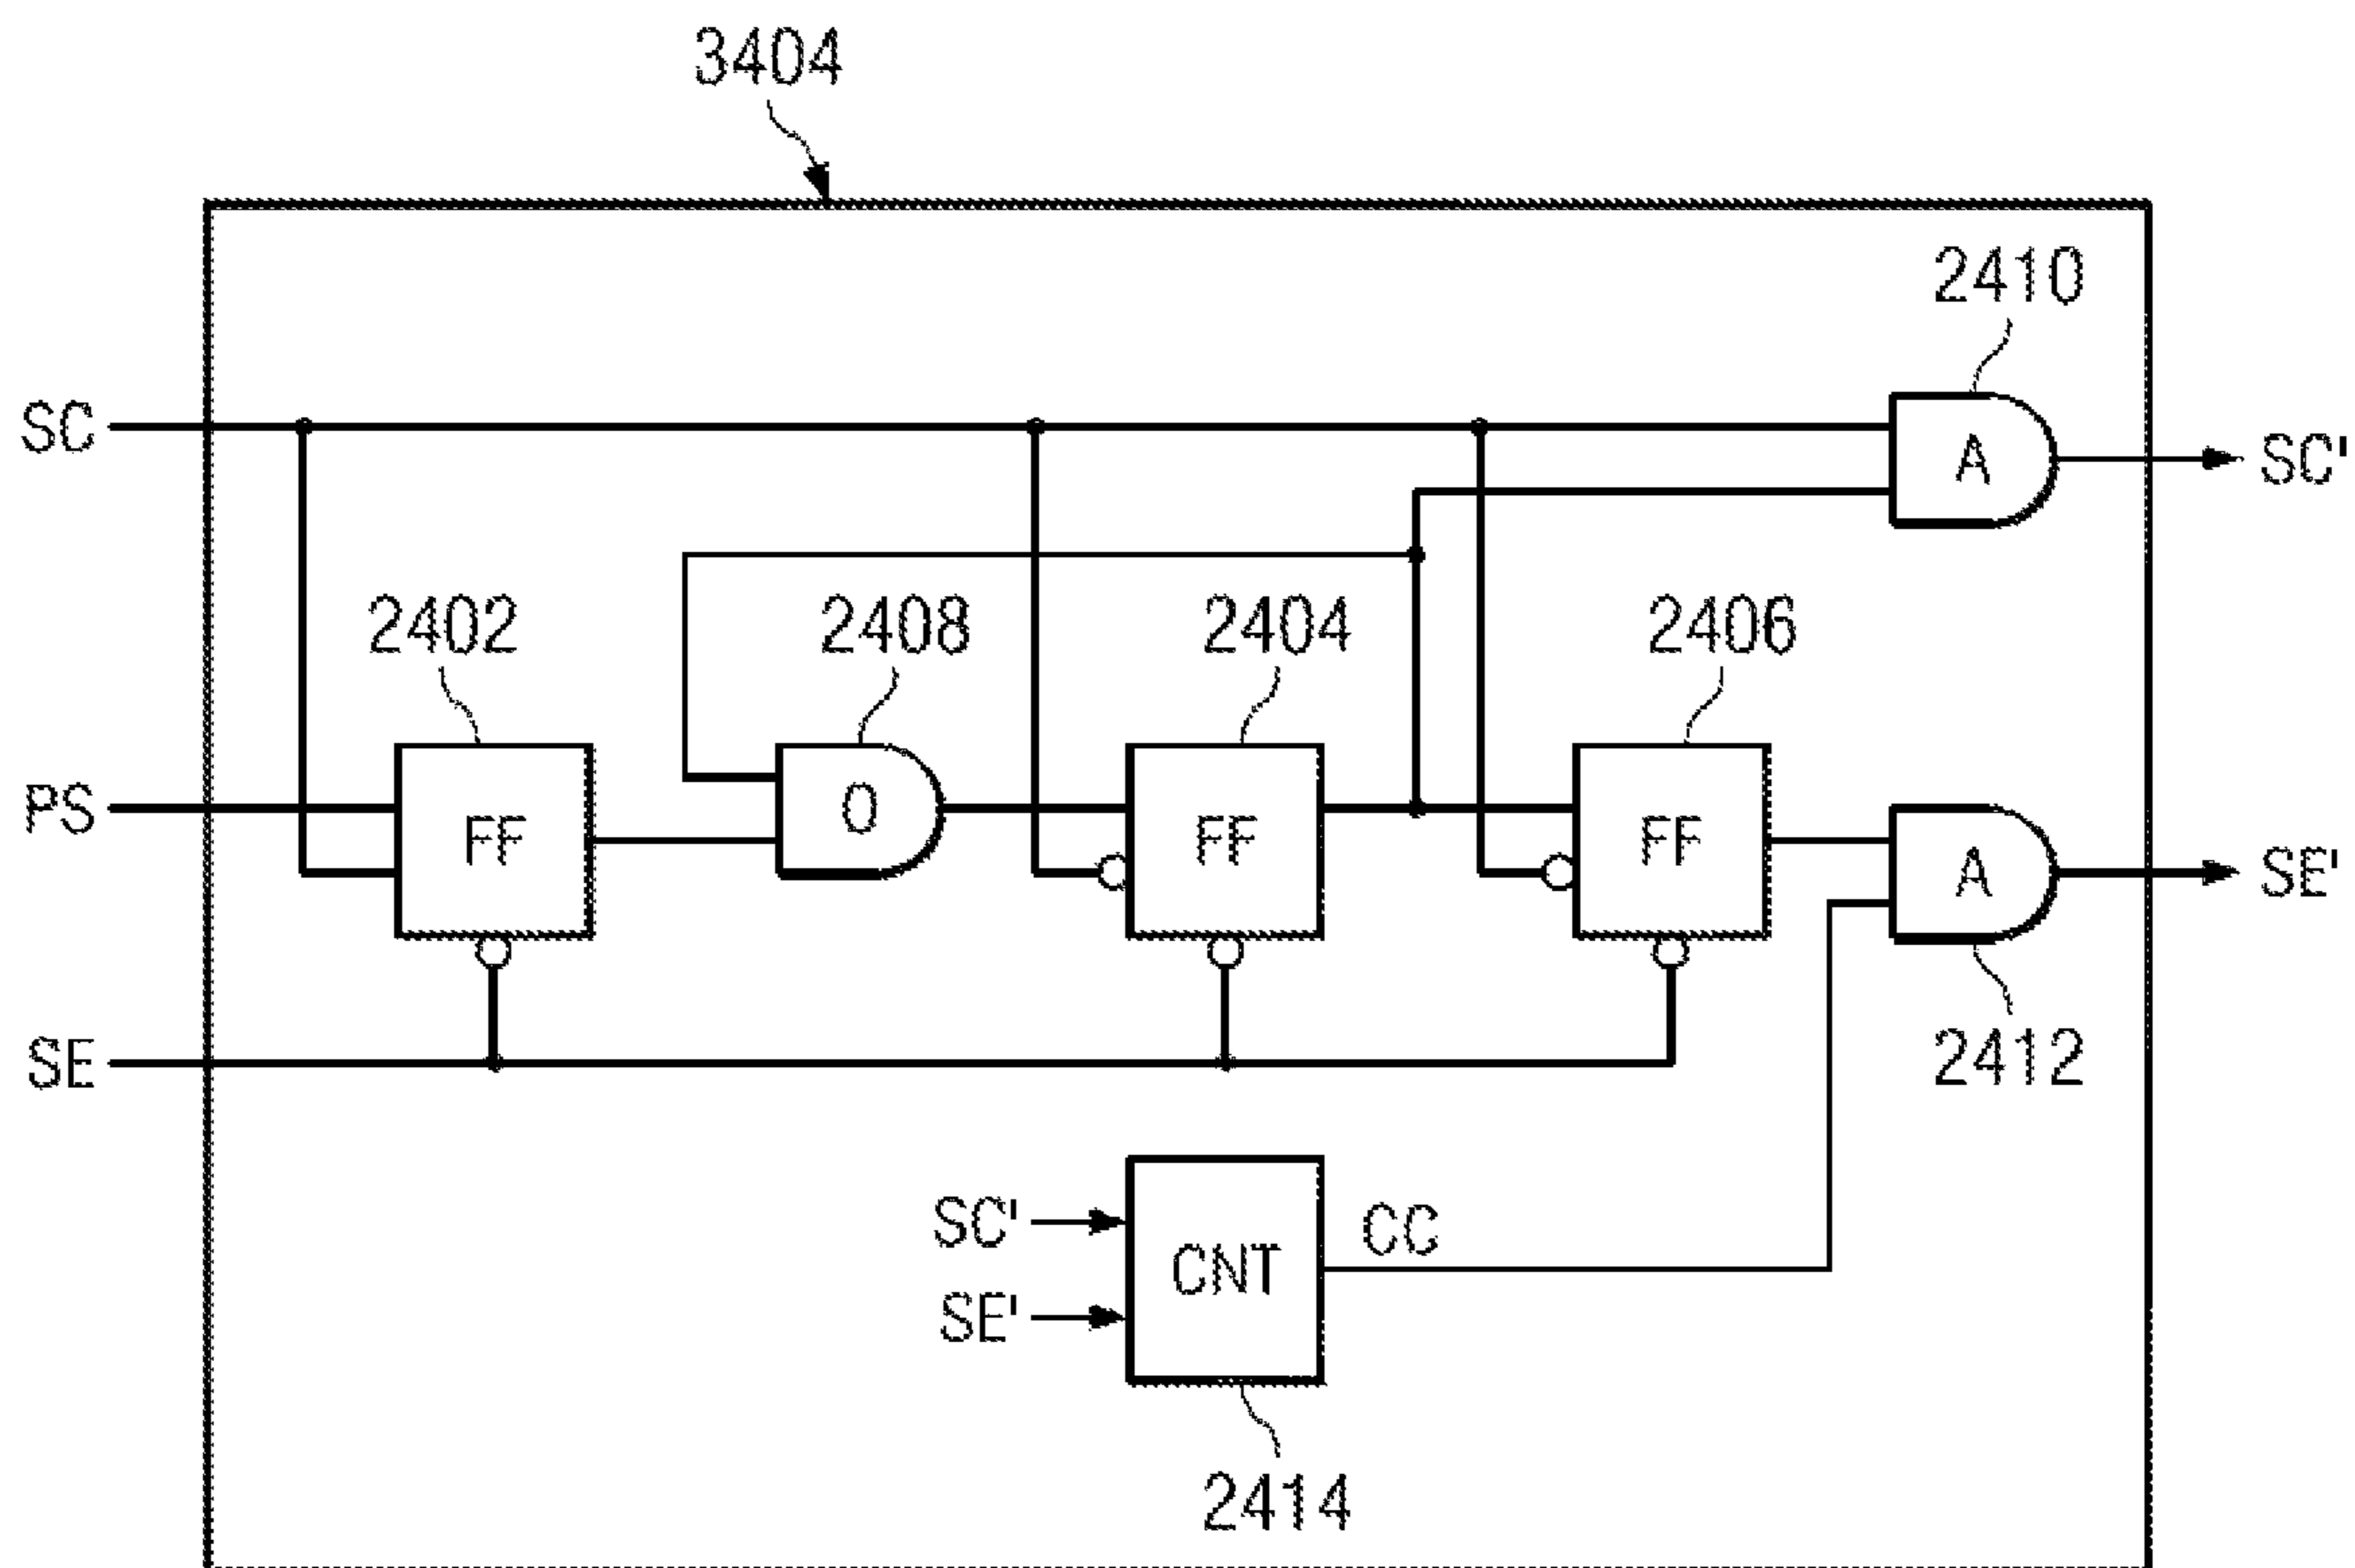 3404
2410
SC
A
SC'
2402
2408
2404
2406
PS
FF
O
FF
FF
A
SE'
SE
2412
SC'
CC
CNT
SE'
2414